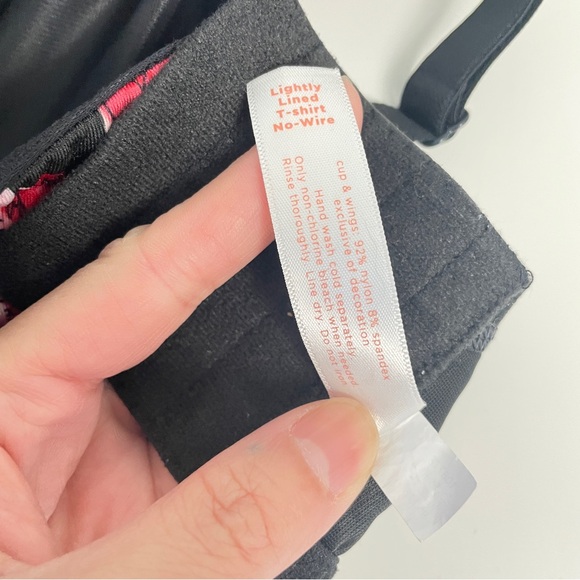 Lightly
Lined
T-shirt
No-Wire
cup & wings: 92% nylon 8% spandex
exclusive of decoration
Hand wash cold separately.
Only non-chlorine bleach when needed
Rinse thoroughly. Line dry. Do not iron